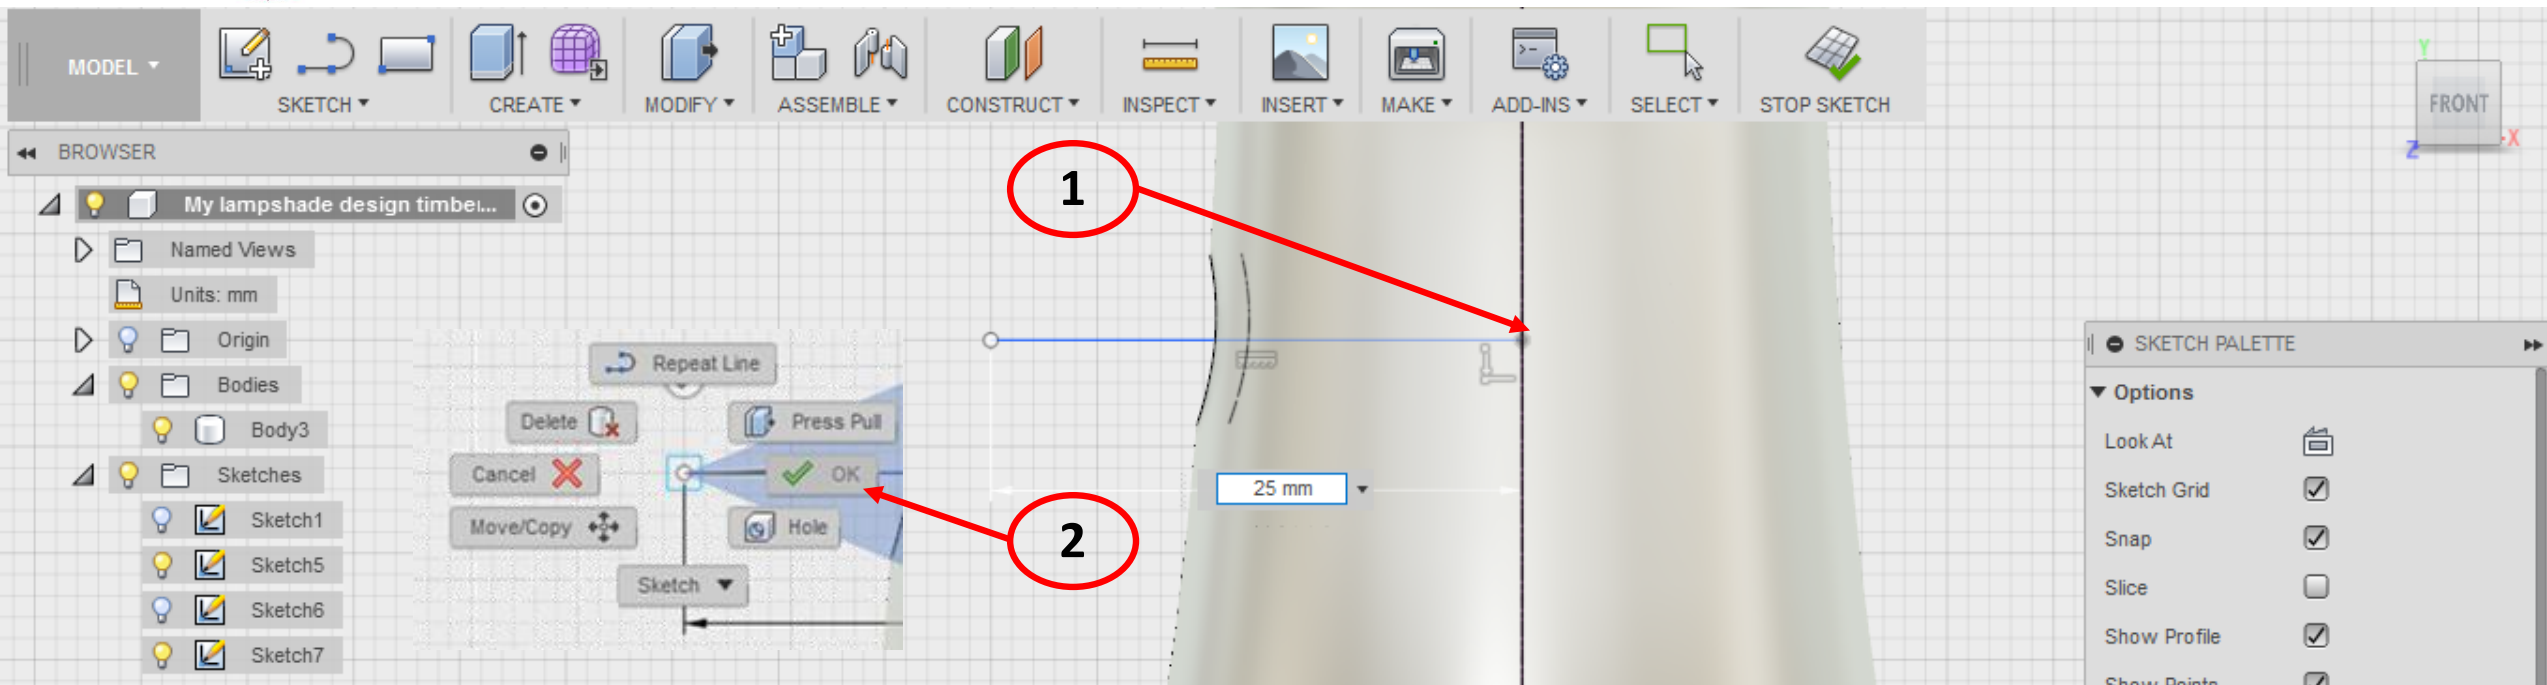 MODEL
SKETCH
CREATE
MODIFY
ASSEMBLE
CONSTRUCT
INSPECT
INSERT
MAKE
ADD-INS
SELECT
STOP SKETCH
Y
FRONT
X
Z
BROWSER
My lampshade design timber...
Named Views
Units: mm
Origin
Bodies
Body3
Sketches
Sketch1
Sketch5
Sketch6
Sketch7
Repeat Line
Delete
Press Pull
Cancel
OK
Move/Copy
Hole
Sketch
1
2
25 mm
SKETCH PALETTE
Options
Look At
Sketch Grid
Snap
Slice
Show Profile
Show Points